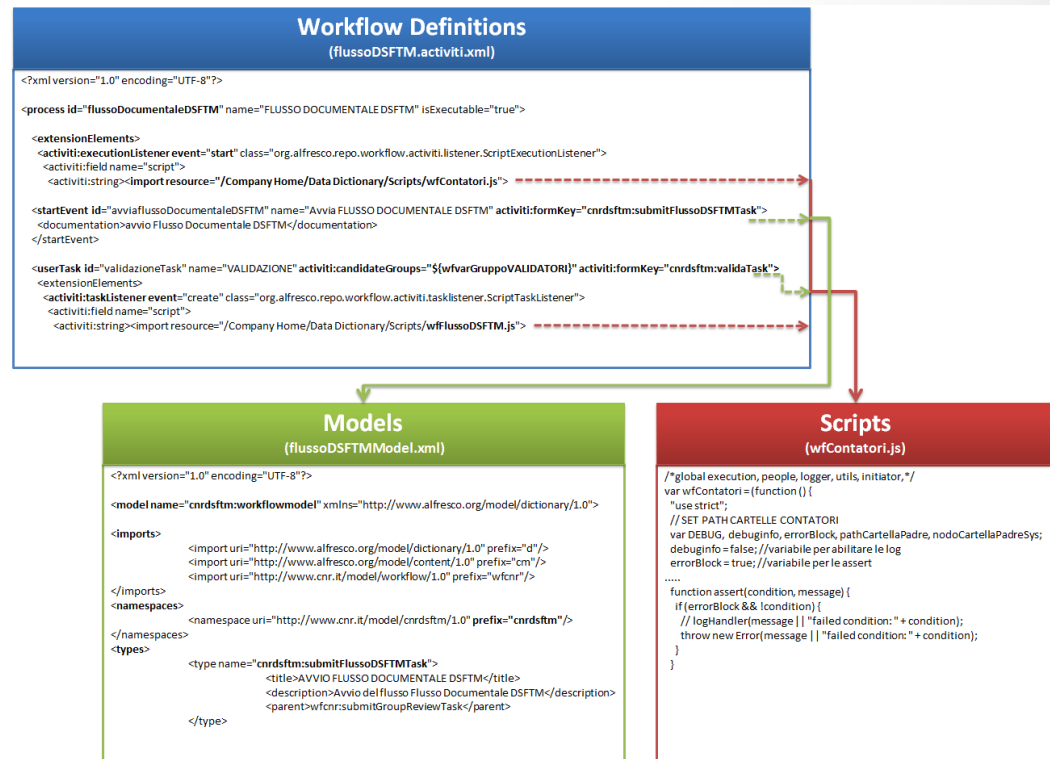 Workflow Definitions
(flussoDSFTM.activiti.xml)
<?xml version="1.0" encoding="UTF-8"?>
<process id="flussoDocumentaleDSFTM" name="FLUSSO DOCUMENTALE DSFTM" isExecutable="true">
<extensionElements>
<activiti:executionListener event="start" class="org.alfresco.repo.workflow.activiti.listener.ScriptExecutionListener">
<activiti:field name="script">
<activiti:string><import resource="/Company Home/Data Dictionary/Scripts/wfContatori.js">
<startEvent id="avviaflussoDocumentaleDSFTM" name="Avvia FLUSSO DOCUMENTALE DSFTM" activiti:formKey="cnrdsftm:submitFlussoDSFTMTask">
<documentation>avvio Flusso Documentale DSFTM</documentation>
</startEvent>
<userTask id="validazioneTask" name="VALIDAZIONE" activiti:candidateGroups="${wfvarGruppoVALIDATORI}" activiti:formKey="cnrdsftm:validaTask">
<extensionElements>
<activiti:taskListener event="create" class="org.alfresco.repo.workflow.activiti.tasklistener.ScriptTaskListener">
<activiti:field name="script">
<activiti:string><import resource="/Company Home/Data Dictionary/Scripts/wfFlussoDSFTM.js">
Models
(flussoDSFTMModel.xml)
<?xml version="1.0" encoding="UTF-8"?>
<model name="cnrdsftm:workflowmodel" xmlns="http://www.alfresco.org/model/dictionary/1.0">
<imports>
<import uri="http://www.alfresco.org/model/dictionary/1.0" prefix="d"/>
<import uri="http://www.alfresco.org/model/content/1.0" prefix="cm"/>
<import uri="http://www.cnr.it/model/workflow/1.0" prefix="wfcnr"/>
</imports>
<namespaces>
<namespace uri="http://www.cnr.it/model/cnrdsftm/1.0" prefix="cnrdsftm"/>
</namespaces>
<types>
<type name="cnrdsftm:submitFlussoDSFTMTask">
<title>AVVIO FLUSSO DOCUMENTALE DSFTM</title>
<description>Avvio del flusso Flusso Documentale DSFTM</description>
<parent>wfcnr:submitGroupReviewTask</parent>
</type>
Scripts
(wfContatori.js)
/*global execution, people, logger, utils, initiator,*/
var wfContatori = (function () {
"use strict";
// SET PATH CARTELLE CONTATORI
var DEBUG, debuginfo, errorBlock, pathCartellaPadre, nodoCartellaPadreSys;
debuginfo = false; //variabile per abilitare le log
errorBlock = true; //variabile per le assert
.....
function assert(condition, message) {
if (errorBlock && !condition) {
// logHandler(message || "failed condition: " + condition);
throw new Error(message || "failed condition: " + condition);
}
}